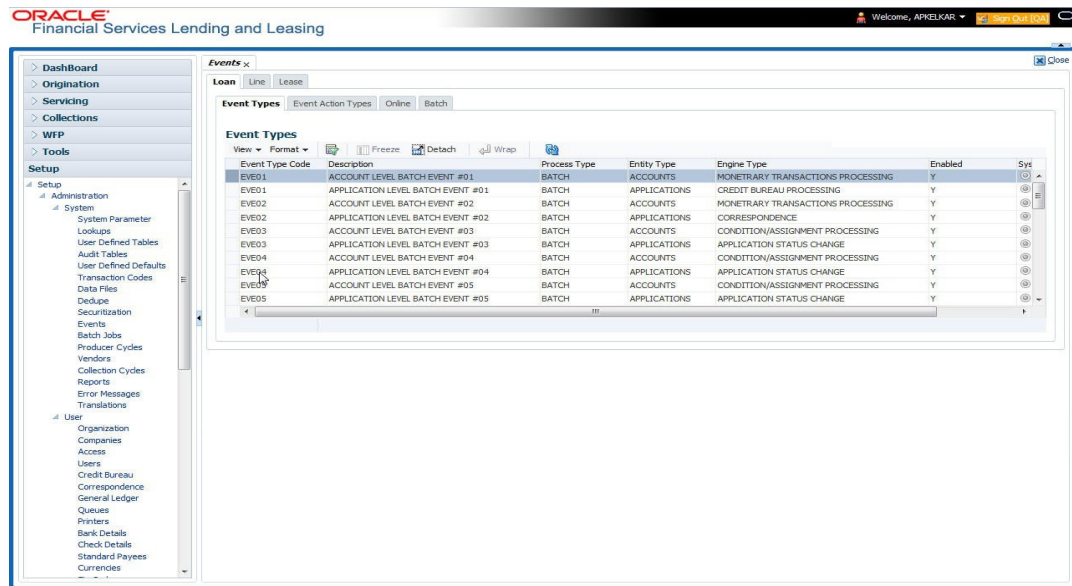 ORACLE
Financial Services Lending and Leasing
Welcome, APKELKAR
Sign Out [QA]
DashBoard
Origination
Servicing
Collections
WFP
Tools
Setup
Setup
Administration
System
System Parameter
Lookups
User Defined Tables
Audit Tables
User Defined Defaults
Transaction Codes
Data Files
Dedupe
Securitization
Events
Batch Jobs
Producer Cycles
Vendors
Collection Cycles
Reports
Error Messages
Translations
User
Organization
Companies
Access
Users
Credit Bureau
Correspondence
General Ledger
Queues
Printers
Bank Details
Check Details
Standard Payees
Currencies
Events
Close
Loan Line Lease
Event Types Event Action Types Online Batch
Event Types
View Format Freeze Detach Wrap
Event Type Code Description Process Type Entity Type Engine Type Enabled Sys
EVE01 ACCOUNT LEVEL BATCH EVENT #01 BATCH ACCOUNTS MONETRARY TRANSACTIONS PROCESSING Y
EVE01 APPLICATION LEVEL BATCH EVENT #01 BATCH APPLICATIONS CREDIT BUREAU PROCESSING Y
EVE02 ACCOUNT LEVEL BATCH EVENT #02 BATCH ACCOUNTS MONETRARY TRANSACTIONS PROCESSING Y
EVE02 APPLICATION LEVEL BATCH EVENT #02 BATCH APPLICATIONS CORRESPONDENCE Y
EVE03 ACCOUNT LEVEL BATCH EVENT #03 BATCH ACCOUNTS CONDITION/ASSIGNMENT PROCESSING Y
EVE03 APPLICATION LEVEL BATCH EVENT #03 BATCH APPLICATIONS APPLICATION STATUS CHANGE Y
EVE04 ACCOUNT LEVEL BATCH EVENT #04 BATCH ACCOUNTS CONDITION/ASSIGNMENT PROCESSING Y
EVE04 APPLICATION LEVEL BATCH EVENT #04 BATCH APPLICATIONS APPLICATION STATUS CHANGE Y
EVE05 ACCOUNT LEVEL BATCH EVENT #05 BATCH ACCOUNTS CONDITION/ASSIGNMENT PROCESSING Y
EVE05 APPLICATION LEVEL BATCH EVENT #05 BATCH APPLICATIONS APPLICATION STATUS CHANGE Y